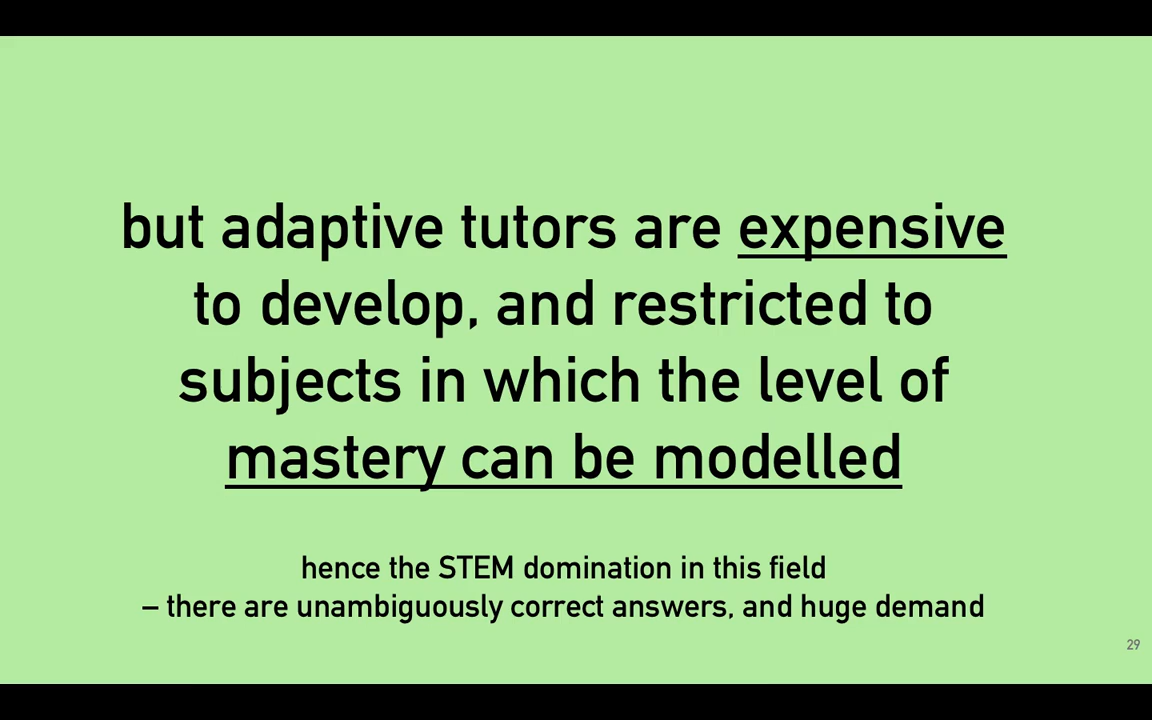 but adaptive tutors are expensive
to develop, and restricted to
subjects in which the level of
mastery can be modelled
hence the STEM domination in this field
– there are unambiguously correct answers, and huge demand
29